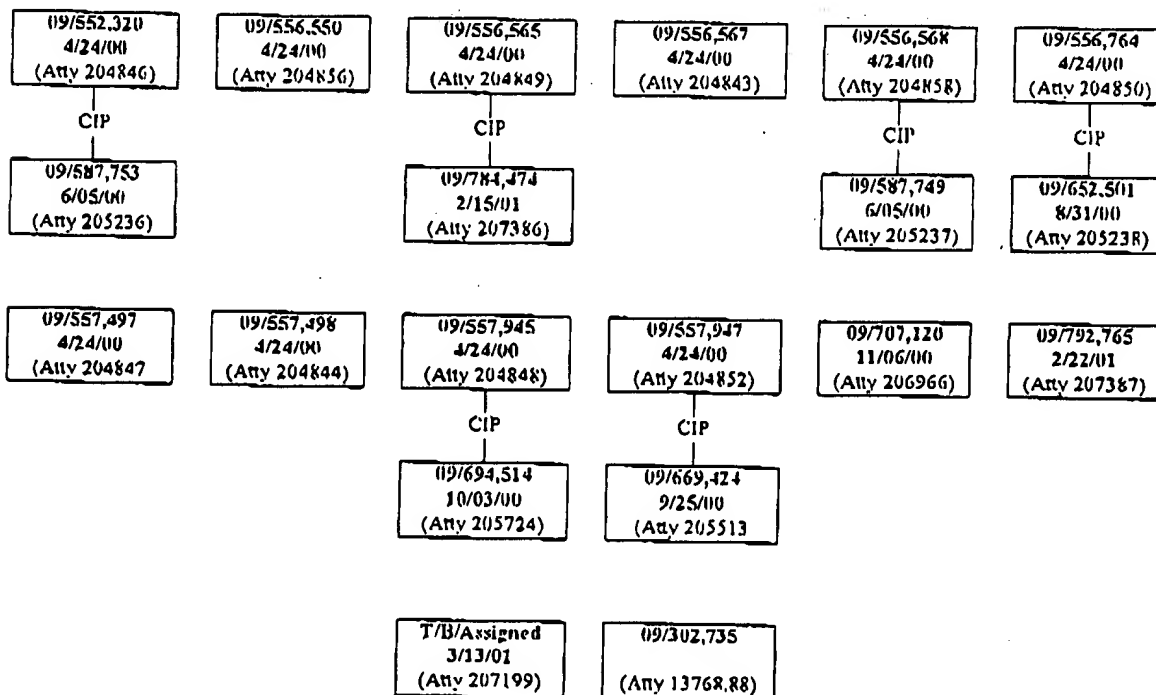 09/552,320
4/24/00
(Atty 204846)
09/556,550
4/24/00
(Atty 204856)
09/556,565
4/24/00
(Atty 204849)
09/556,567
4/24/00
(Atty 204843)
09/556,568
4/24/00
(Atty 204858)
09/556,764
4/24/00
(Atty 204850)
CIP
CIP
CIP
CIP
09/587,753
6/05/00
(Atty 205236)
09/784,474
2/15/01
(Atty 207386)
09/587,749
6/05/00
(Atty 205237)
09/652,501
8/31/00
(Atty 205238)
09/557,497
4/24/00
(Atty 204847
09/557,498
4/24/00
(Atty 204844)
09/557,945
4/24/00
(Atty 204848)
09/557,947
4/24/00
(Atty 204852)
09/707,120
11/06/00
(Atty 206966)
09/792,765
2/22/01
(Atty 207387)
CIP
CIP
09/694,514
10/03/00
(Atty 205724)
09/669,424
9/25/00
(Atty 205513
T/B/Assigned
3/13/01
(Atty 207199)
09/302,735
(Atty 13768.88)